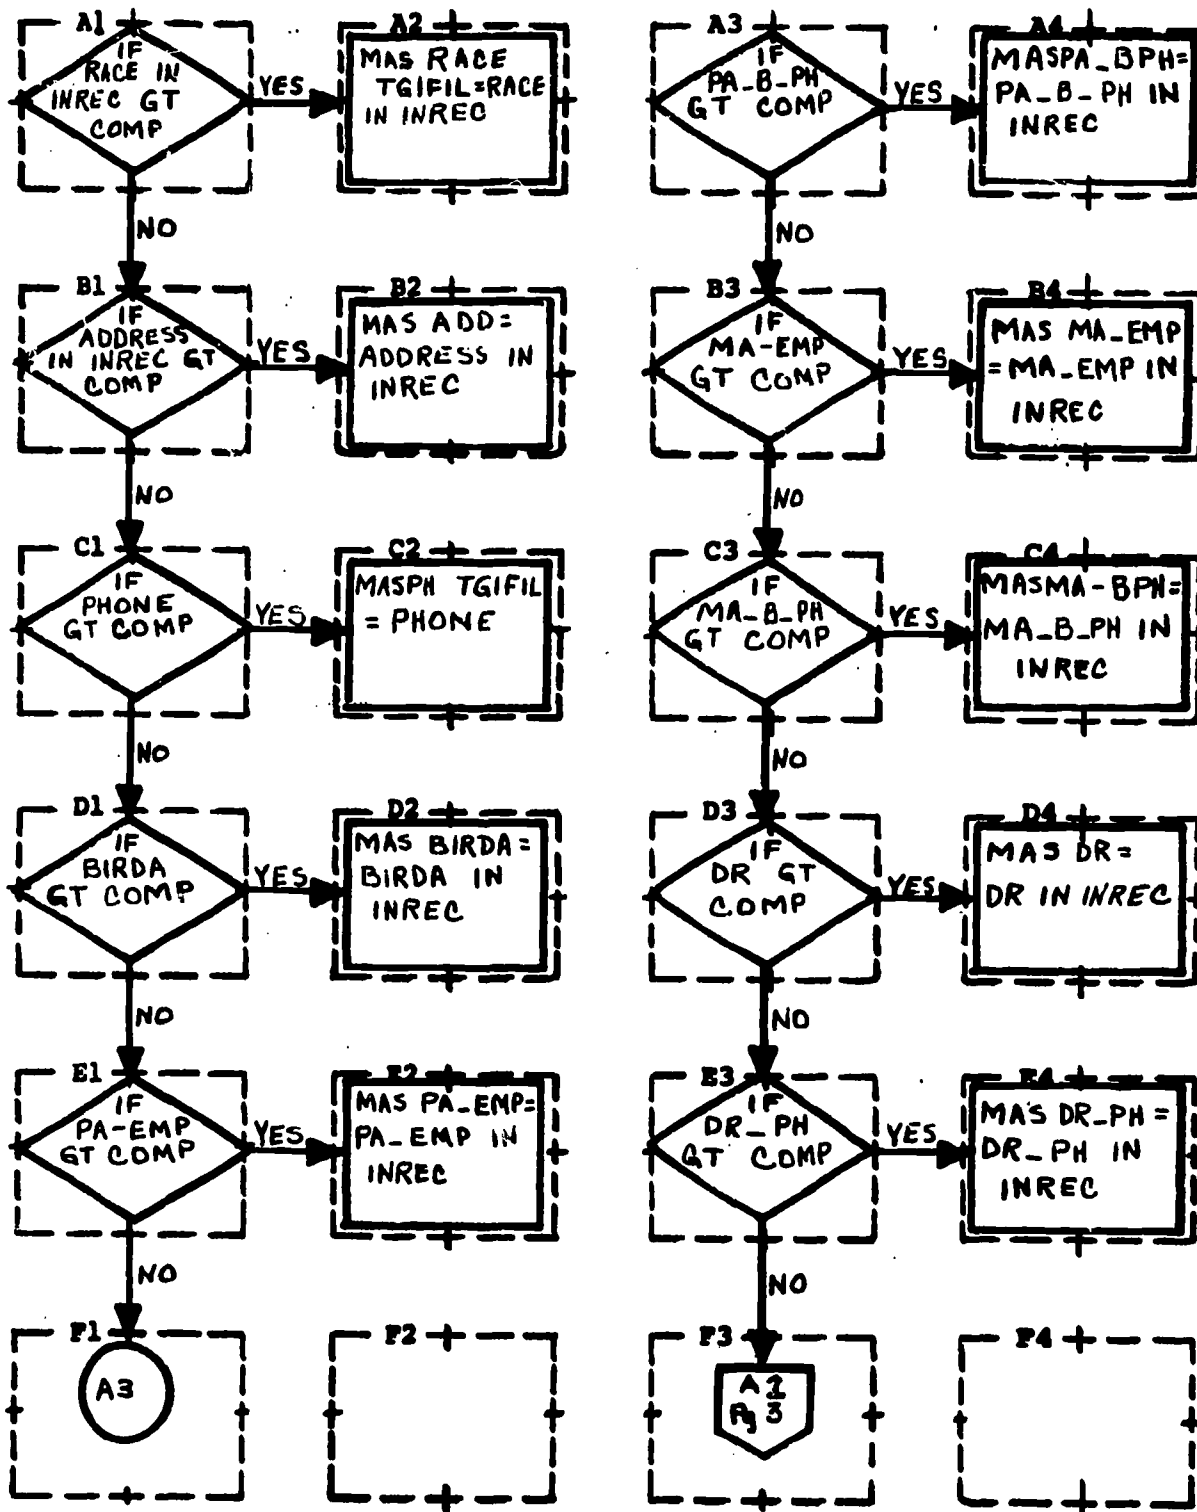 A1
IF
RACE IN
INREC GT
COMP
YES
NO
A2
MAS RACE
TGIFIL=RACE
IN INREC
A3
IF
PA_B_PH
GT COMP
YES
NO
A4
MASPA_BPH=
PA_B_PH IN
INREC
B1
IF
ADDRESS
IN INREC GT
COMP
YES
NO
B2
MAS ADD=
ADDRESS IN
INREC
B3
IF
MA-EMP
GT COMP
YES
NO
B4
MAS MA_EMP
=MA_EMP IN
INREC
C1
IF
PHONE
GT COMP
YES
NO
C2
MASPH TGIFIL
= PHONE
C3
IF
MA_B_PH
GT COMP
YES
NO
C4
MASMA-BPH=
MA_B_PH IN
INREC
D1
IF
BIRDA
GT COMP
YES
NO
D2
MAS BIRDA=
BIRDA IN
INREC
D3
IF
DR GT
COMP
YES
NO
D4
MAS DR=
DR IN INREC
E1
IF
PA-EMP
GT COMP
YES
NO
E2
MAS PA_EMP=
PA_EMP IN
INREC
E3
IF
DR_PH
GT COMP
YES
NO
E4
MAS DR_PH =
DR_PH IN
INREC
F1
A3
F2
F3
Pg 3
F4